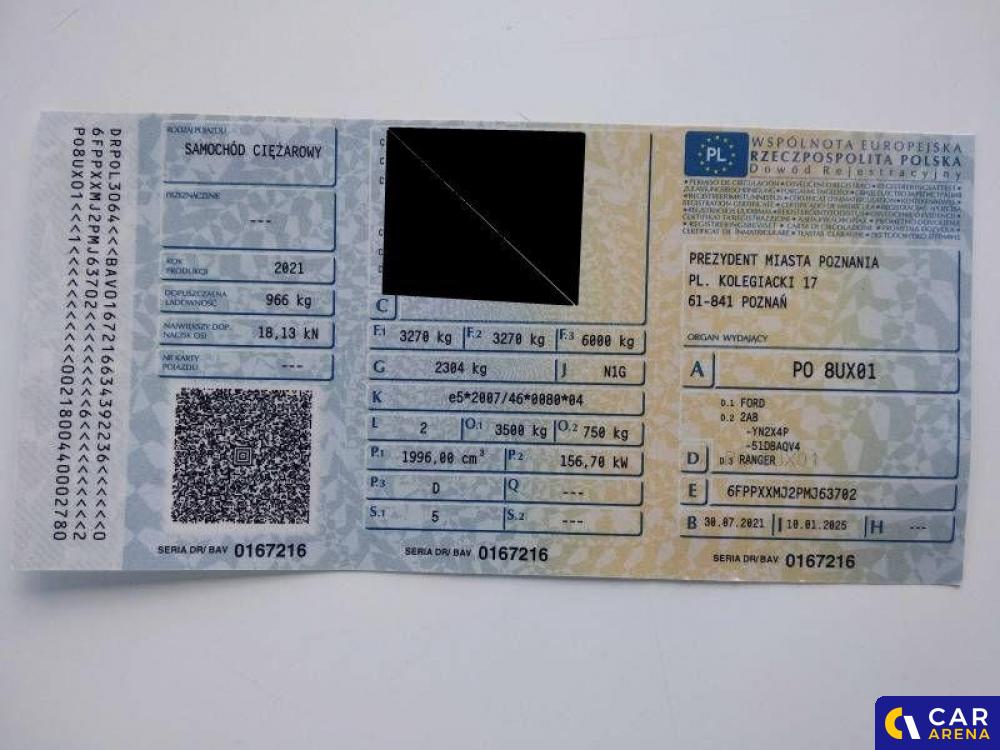 DRPOL3064<<<BAV01672166343922366<<<<<<0
6FPPXXMJ2PMJ63702<<<<<<<<<<<<6<<<<<<<2
PO8UX01<<<1<<<<<<<<<<<<<<0021800440002780
RODZAJ POJAZDU
SAMOCHÓD CIĘŻAROWY
PRZEZNACZENIE
---
ROK
PRODUKCJI
2021
DOPUSZCZALNA
ŁADOWNOŚĆ
966 kg
NAJWIĘKSZY DOP.
NACISK OSI
18,13 kN
NR KARTY
POJAZDU
---
SERIA DR/BAV 0167216
C
F.1 3270 kg F.2 3270 kg F.3 6000 kg
G 2304 kg J N1G
K e5*2007/46*0080*04
L 2 O.1 3500 kg O.2 750 kg
P.1 1996,00 cm³ P.2 156,70 kW
P.3 D Q ---
S.1 5 S.2 ---
SERIA DR/BAV 0167216
PL
WSPÓLNOTA EUROPEJSKA
RZECZPOSPOLITA POLSKA
Dowód Rejestracyjny
PREZYDENT MIASTA POZNANIA
PL. KOLEGIACKI 17
61-841 POZNAŃ
ORGAN WYDAJĄCY
A PO 8UX01
D.1 FORD
D.2 2AB
-YN2X4P
-51DBAQV4
D D.3 RANGER
E 6FPPXXMJ2PMJ63702
B 30.07.2021 I 10.01.2025 H ---
SERIA DR/BAV 0167216
CAR
ARENA